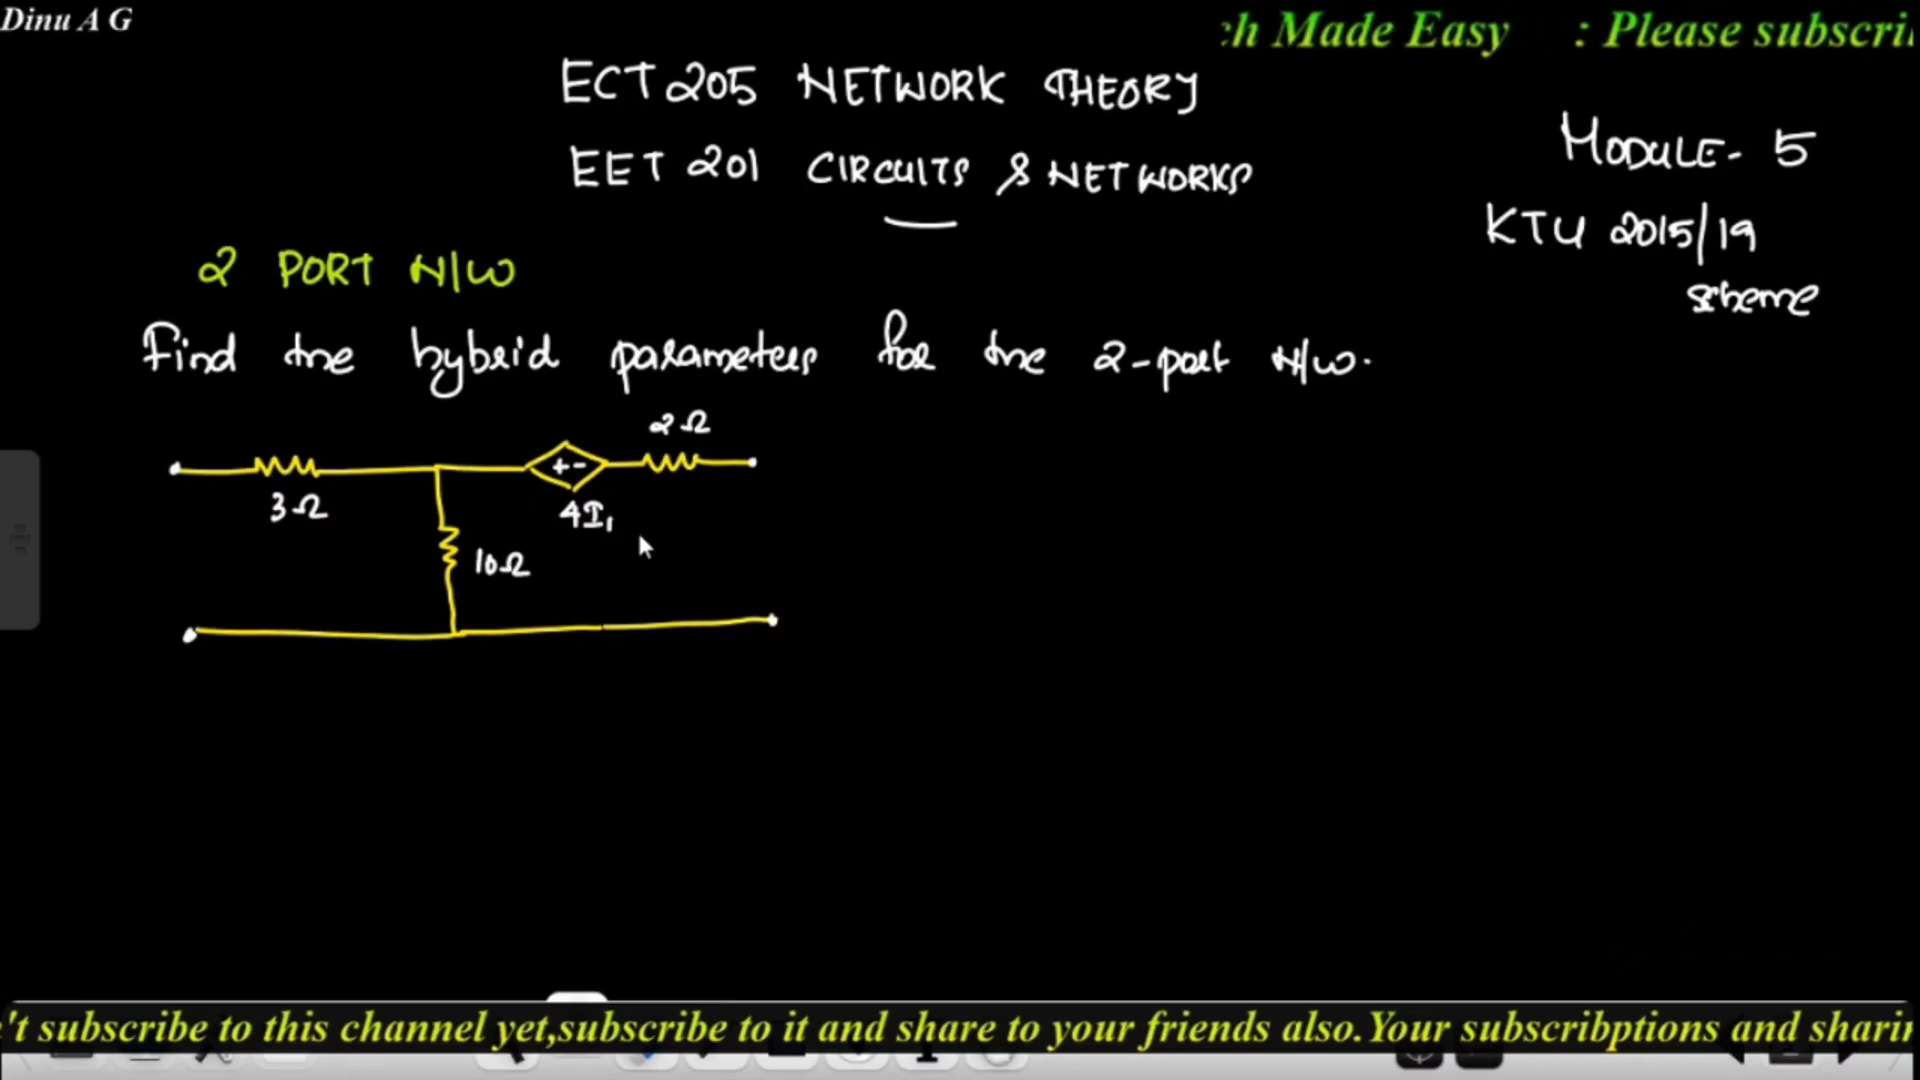 Dinu A G
ch Made Easy : Please subscri
ECT 205 NETWORK THEORY
EET 201 CIRCUITS & NETWORKS
MODULE- 5
KTU 2015/19
scheme
2 PORT N/W
Find the hybrid parameters for the 2-port N/W.
2Ω
+-
3Ω
4I₁
10Ω
't subscribe to this channel yet,subscribe to it and share to your friends also.Your subscribptions and sharin